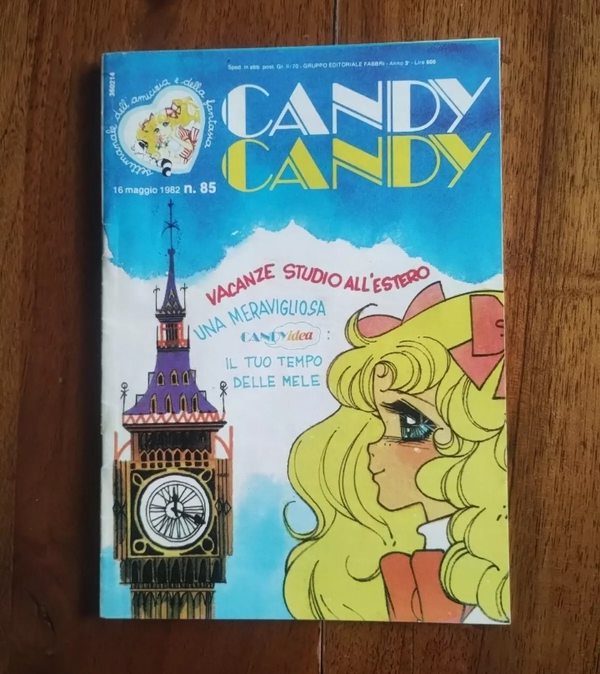 Sped. in abb. post. Gr. II-70 - GRUPPO EDITORIALE FABBRI - Anno 3° - Lire 800
settimanale dell'amicizia e della fantasia
CANDY
CANDY
16 maggio 1982 n. 85
VACANZE STUDIO ALL'ESTERO
UNA MERAVIGLIOSA
CANDYidea :
IL TUO TEMPO
DELLE MELE